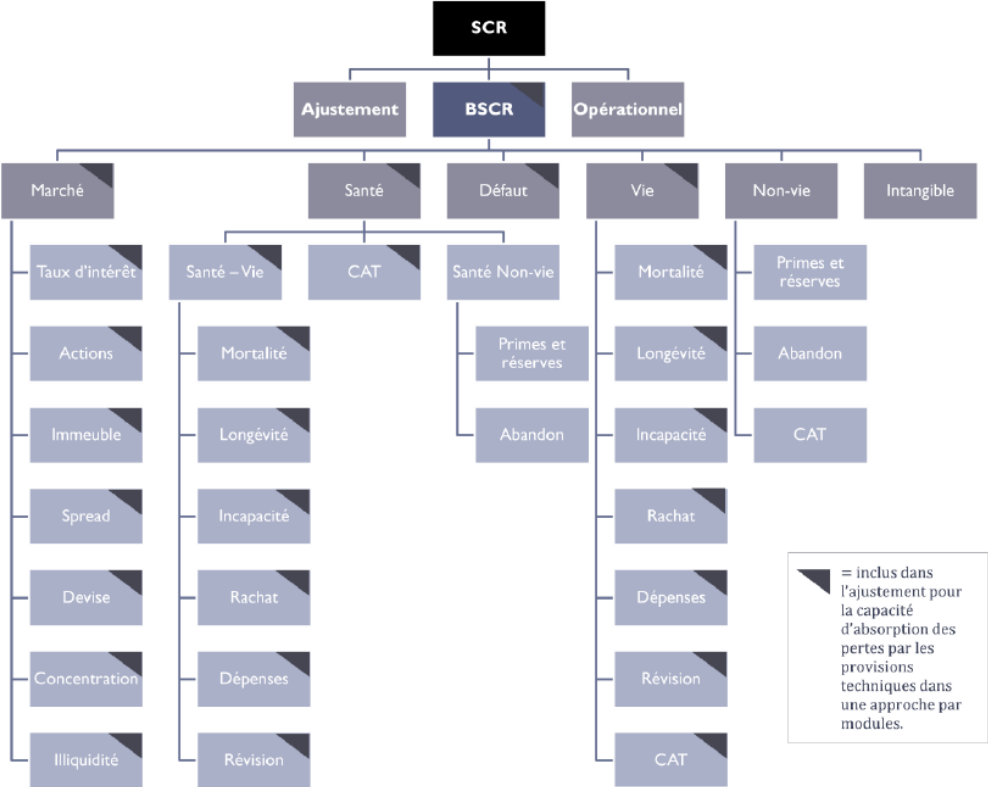 SCR
Ajustement
BSCR
Opérationnel
Marché
Santé
Défaut
Vie
Non-vie
Intangible
Taux d'intérêt
Actions
Immeuble
Spread
Devise
Concentration
Illiquidité
Santé – Vie
CAT
Santé Non-vie
Mortalité
Longévité
Incapacité
Rachat
Dépenses
Révision
Primes et
réserves
Abandon
Mortalité
Longévité
Incapacité
Rachat
Dépenses
Révision
CAT
Primes et
réserves
Abandon
CAT
= inclus dans
l'ajustement pour
la capacité
d'absorption des
pertes par les
provisions
techniques dans
une approche par
modules.